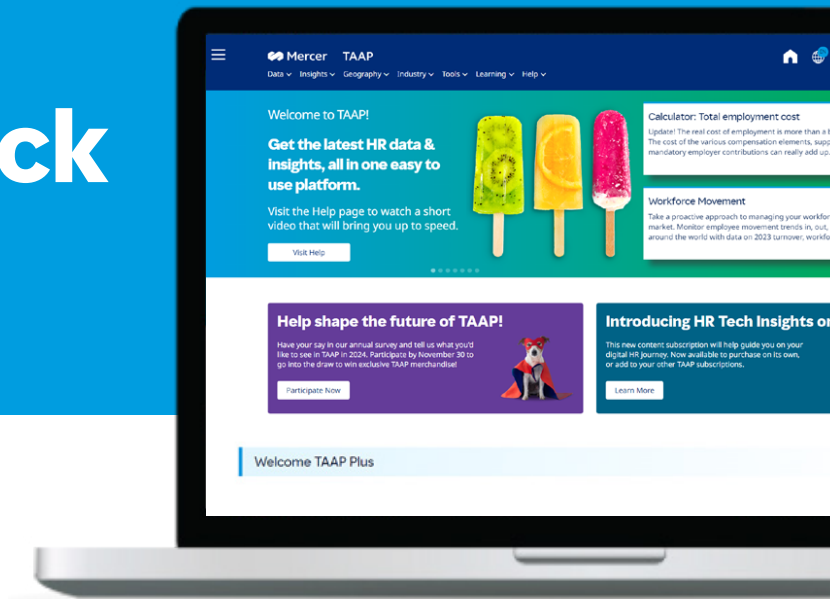 ck
Mercer TAAP
Data Insights Geography Industry Tools Learning Help
Welcome to TAAP!
Get the latest HR data &
insights, all in one easy to
use platform.
Visit the Help page to watch a short
video that will bring you up to speed.
Visit Help
Calculator: Total employment cost
Update! The real cost of employment is more than a b
The cost of the various compensation elements, supp
mandatory employer contributions can really add up.
Workforce Movement
Take a proactive approach to managing your workfor
market. Monitor employee movement trends in, out,
around the world with data on 2023 turnover, workfo
Help shape the future of TAAP!
Have your say in our annual survey and tell us what you'd
like to see in TAAP in 2024. Participate by November 30 to
go into the draw to win exclusive TAAP merchandise!
Participate Now
Introducing HR Tech Insights o
This new content subscription will help guide you on your
digital HR journey. Now available to purchase on its own,
or add to your other TAAP subscriptions.
Learn More
Welcome TAAP Plus